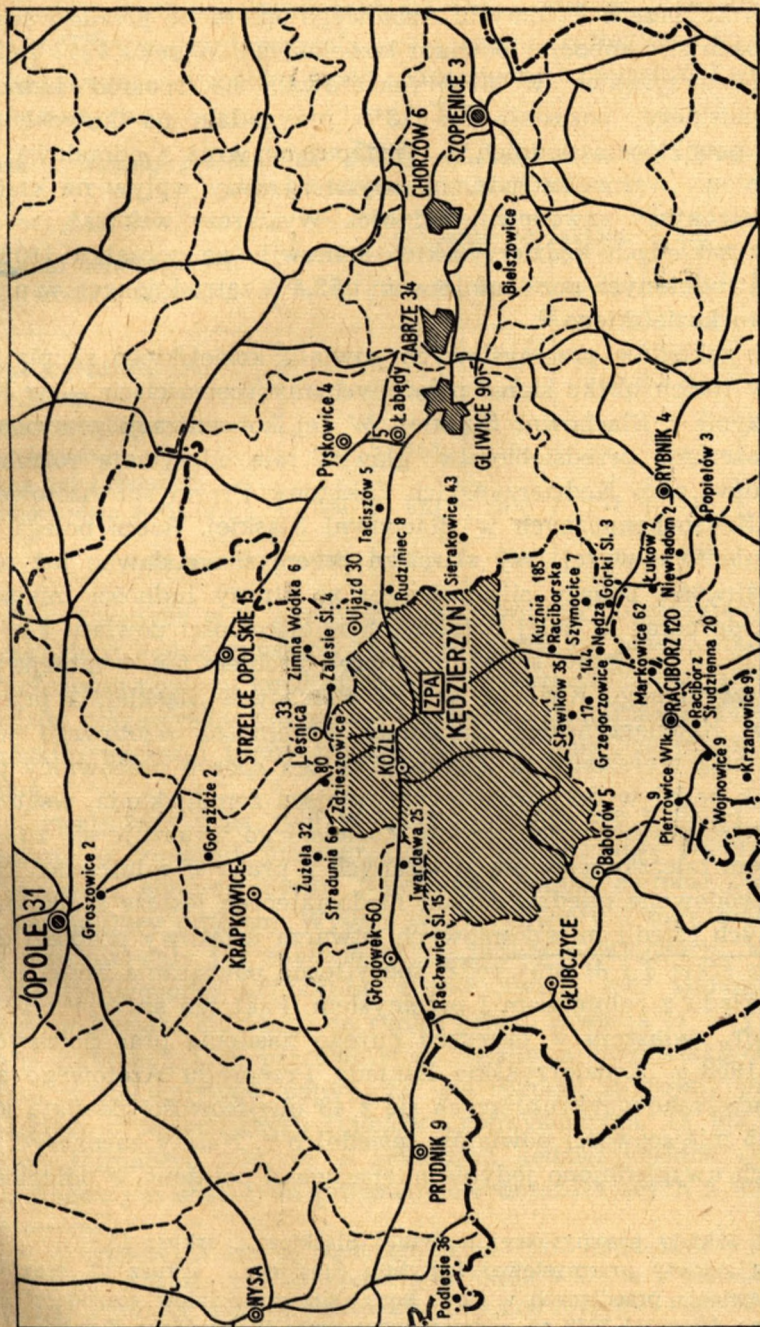 OPOLE 31
Groszowice 2
Gorażdże 2
STRZELCE OPOLSKIE 15
KRAPKOWICE
Zimna Wódka 6
Zalesie Śl. 4
Leśnica
33
80
Zdzieszowice
Żużela 32
Stradunia 6
Ujazd 30
Pyskowice 4
5
Łabędy
Taciszów 5
Rudziniec 8
ZABRZE 34
CHORZÓW 6
SZOPIENICE 3
Bielszowice 2
GLIWICE 90
Sierakowice 43
KOŹLE
ZPA
KĘDZIERZYN
Twardawa 25
Głogówek 60
Racławice Śl. 15
PRUDNIK 9
NYSA
Podlesie 36
GŁUBCZYCE
Baborów 5
Sławików 35
17
Grzegorzowice
Kuźnia 185
Raciborska
Szymocice 7
144
Nędza
Górki Śl. 3
Markowice 62
RACIBÓRZ 120
Racibórz
Studzienna 20
Pietrowice Wlk.
9
Wojnowice 9
Krzanowice 9
Łuków 2
Niewiadom 2
RYBNIK 4
Popielów 3